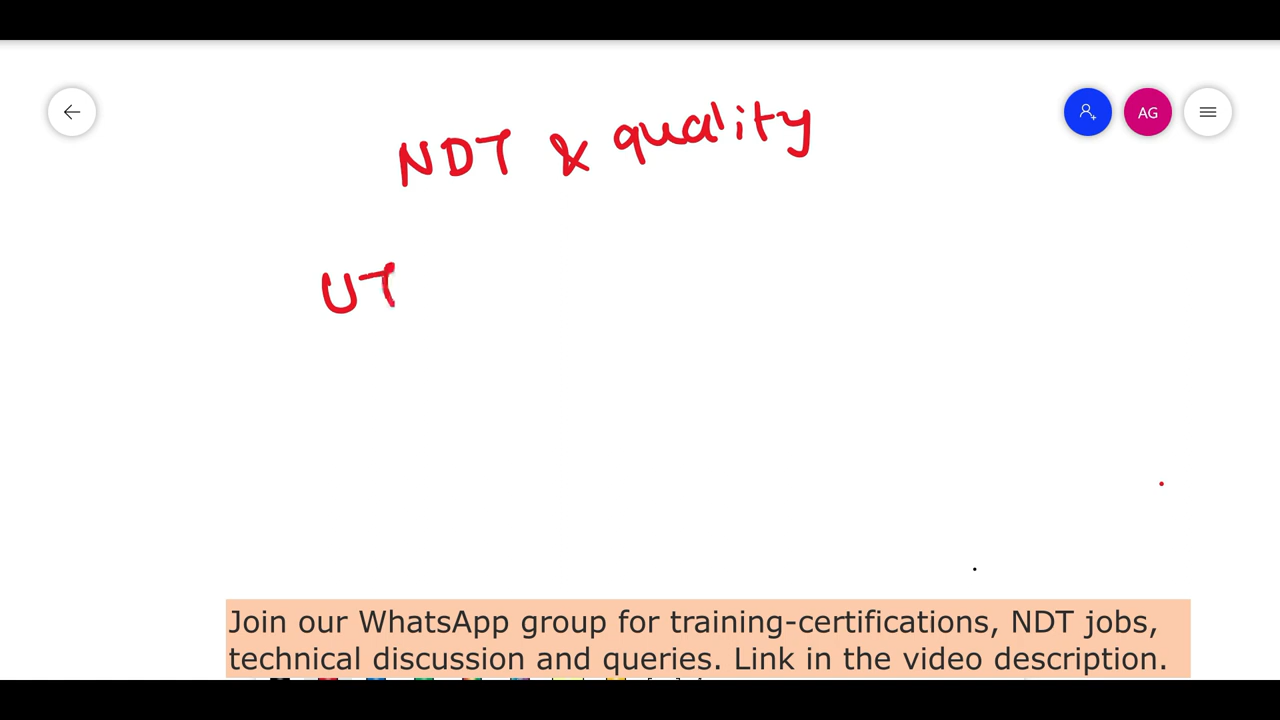 NDT & quality
AG
UT
Join our WhatsApp group for training-certifications, NDT jobs,
technical discussion and queries. Link in the video description.